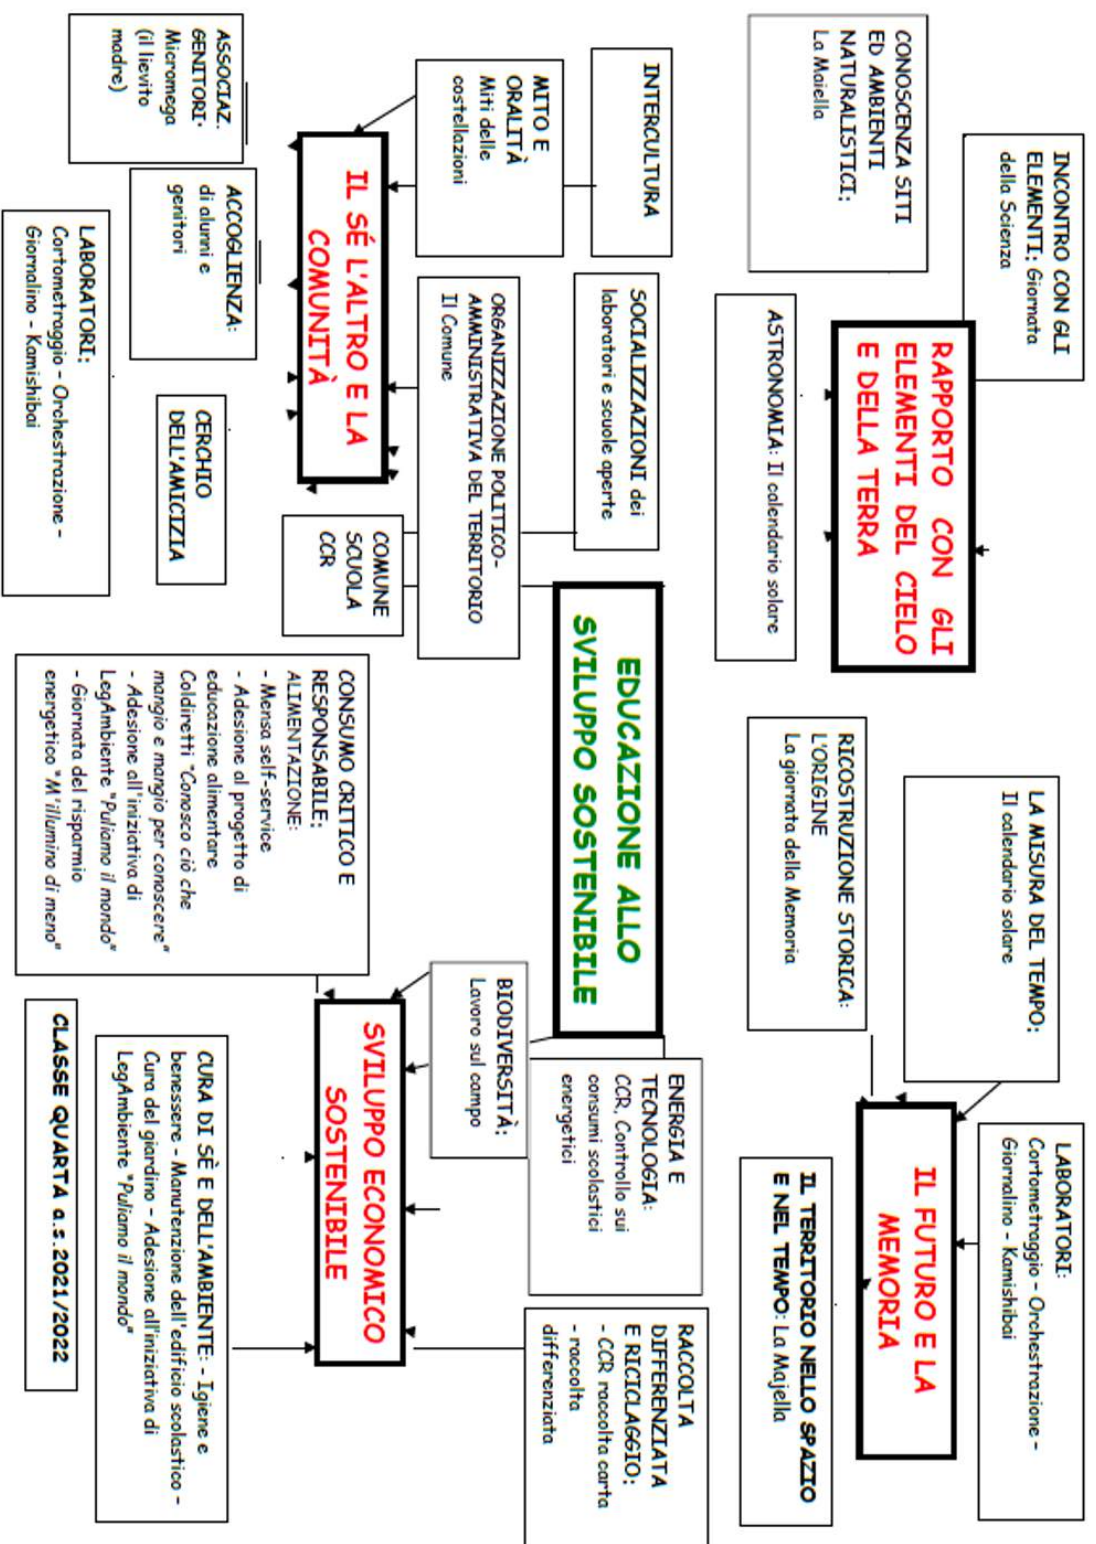 INCONTRO CON GLI
ELEMENTI: Giornata
della Scienza
CONOSCENZA SITI
ED AMBIENTI
NATURALISTICI:
La Maiella
RAPPORTO CON GLI
ELEMENTI DEL CIELO
E DELLA TERRA
ASTRONOMIA: Il calendario solare
LA MISURA DEL TEMPO:
Il calendario solare
RICOSTRUZIONE STORICA:
L'ORIGINE
La giornata della Memoria
LABORATORI:
Cortometraggio - Orchestrazione -
Giornalino - Kamishibai
IL FUTURO E LA
MEMORIA
IL TERRITORIO NELLO SPAZIO
E NEL TEMPO: La Majella
INTERCULTURA
SOCIALIZZAZIONI dei
laboratori e scuole aperte
EDUCAZIONE ALLO
SVILUPPO SOSTENIBILE
ENERGIA E
TECNOLOGIA:
CCR, Controllo sui
consumi scolastici
energetici
RACCOLTA
DIFFERENZIATA
E RICICLAGGIO:
- CCR raccolta carta
- raccolta
differenziata
MITO E
ORALITÀ
Miti delle
costellazioni
ORGANIZZAZIONE POLITICO-
AMMINISTRATIVA DEL TERRITORIO
Il Comune
BIODIVERSITÀ:
Lavoro sul campo
IL SÉ L'ALTRO E LA
COMUNITÀ
COMUNE
SCUOLA
CCR
SVILUPPO ECONOMICO
SOSTENIBILE
CONSUMO CRITICO E
RESPONSABILE:
ALIMENTAZIONE:
- Mensa self-service
- Adesione al progetto di
educazione alimentare
Coldiretti "Conosco ciò che
mangio e mangio per conoscere"
- Adesione all'iniziativa di
LegAmbiente "Puliamo il mondo"
- Giornata del risparmio
energetico "M'illumino di meno"
ASSOCIAZ.
GENITORI-
Micromega
(il lievito
madre)
ACCOGLIENZA:
di alunni e
genitori
CERCHIO
DELL'AMICIZIA
LABORATORI:
Cortometraggio - Orchestrazione -
Giornalino - Kamishibai
CURA DI SÈ E DELL'AMBIENTE: - Igiene e
benessere - Manutenzione dell'edificio scolastico -
Cura del giardino - Adesione all'iniziativa di
LegAmbiente "Puliamo il mondo"
CLASSE QUARTA a.s.2021/2022